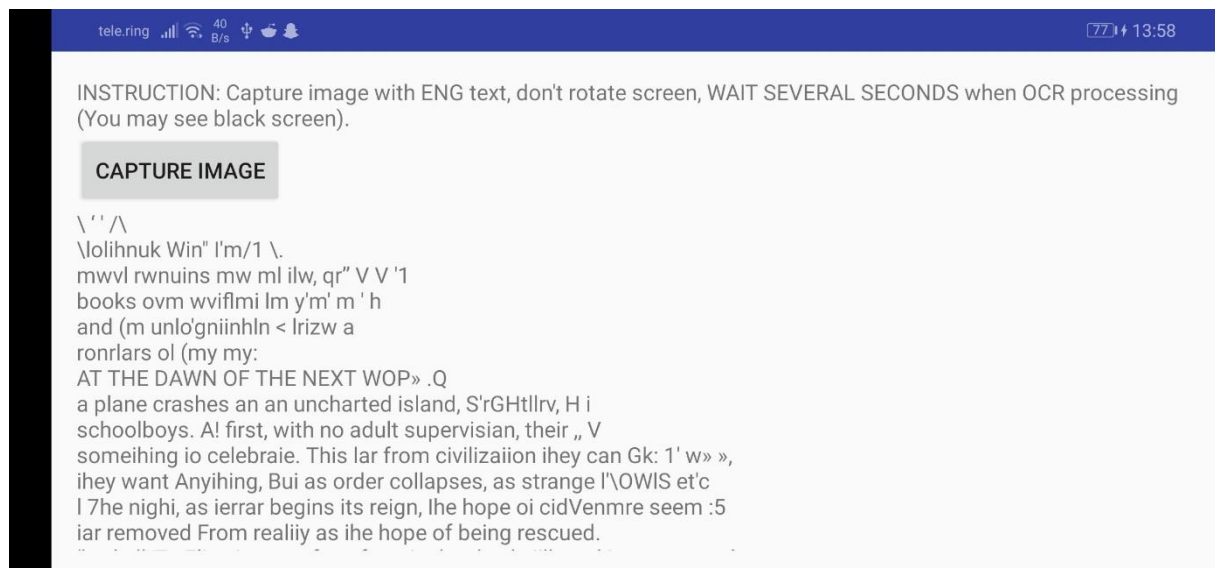 tele.ring 40 B/s 77 13:58
INSTRUCTION: Capture image with ENG text, don't rotate screen, WAIT SEVERAL SECONDS when OCR processing
(You may see black screen).
CAPTURE IMAGE
\ ‘ ' /\
\lolihnuk Win" I'm/1 \.
mwvl rwnuins mw ml ilw, qr” V V '1
books ovm wviflmi lm y'm' m ' h
and (m unlo'gniinhln < lrizw a
ronrlars ol (my my:
AT THE DAWN OF THE NEXT WOP» .Q
a plane crashes an an uncharted island, S'rGHtllrv, H i
schoolboys. A! first, with no adult supervisian, their „ V
someihing io celebraie. This lar from civilizaiion ihey can Gk: 1' w» »,
ihey want Anyihing, Bui as order collapses, as strange l'\OWlS et'c
l 7he nighi, as ierrar begins its reign, lhe hope oi cidVenmre seem :5
iar removed From realiiy as ihe hope of being rescued.